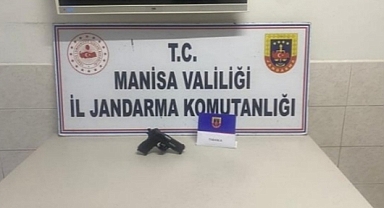 T.C.
MANİSA VALİLİĞİ
İL JANDARMA KOMUTANLIĞI